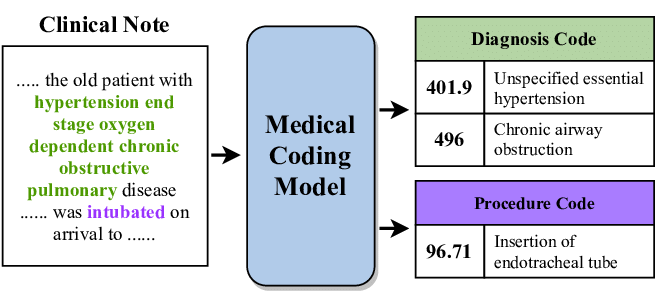 Clinical Note
..... the old patient with
hypertension end
stage oxygen
dependent chronic
obstructive
pulmonary disease
...... was intubated on
arrival to ......
Medical
Coding
Model
Diagnosis Code
401.9
Unspecified essential
hypertension
496
Chronic airway
obstruction
Procedure Code
96.71
Insertion of
endotracheal tube